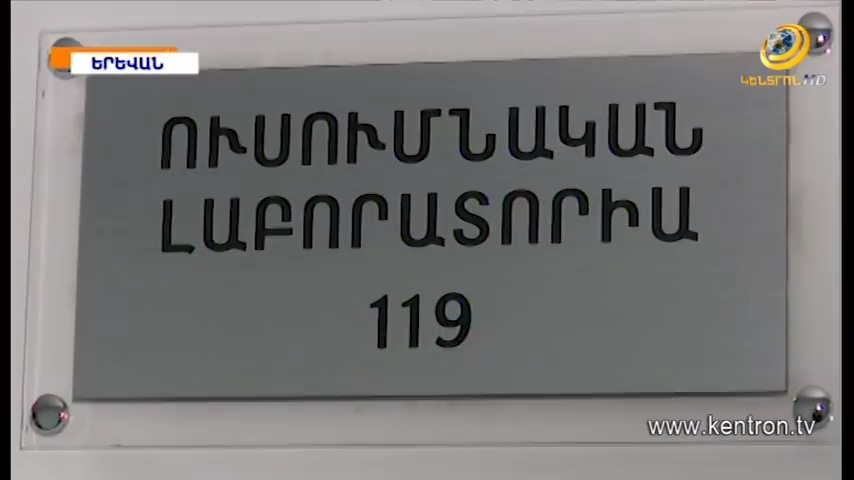 ԵՐԵՎԱՆ
ԿԵՆՏՐՈՆ HD
ՈՒՍՈՒՄՆԱԿԱՆ
ԼԱԲՈՐԱՏՈՐԻԱ
119
www.kentron.tv